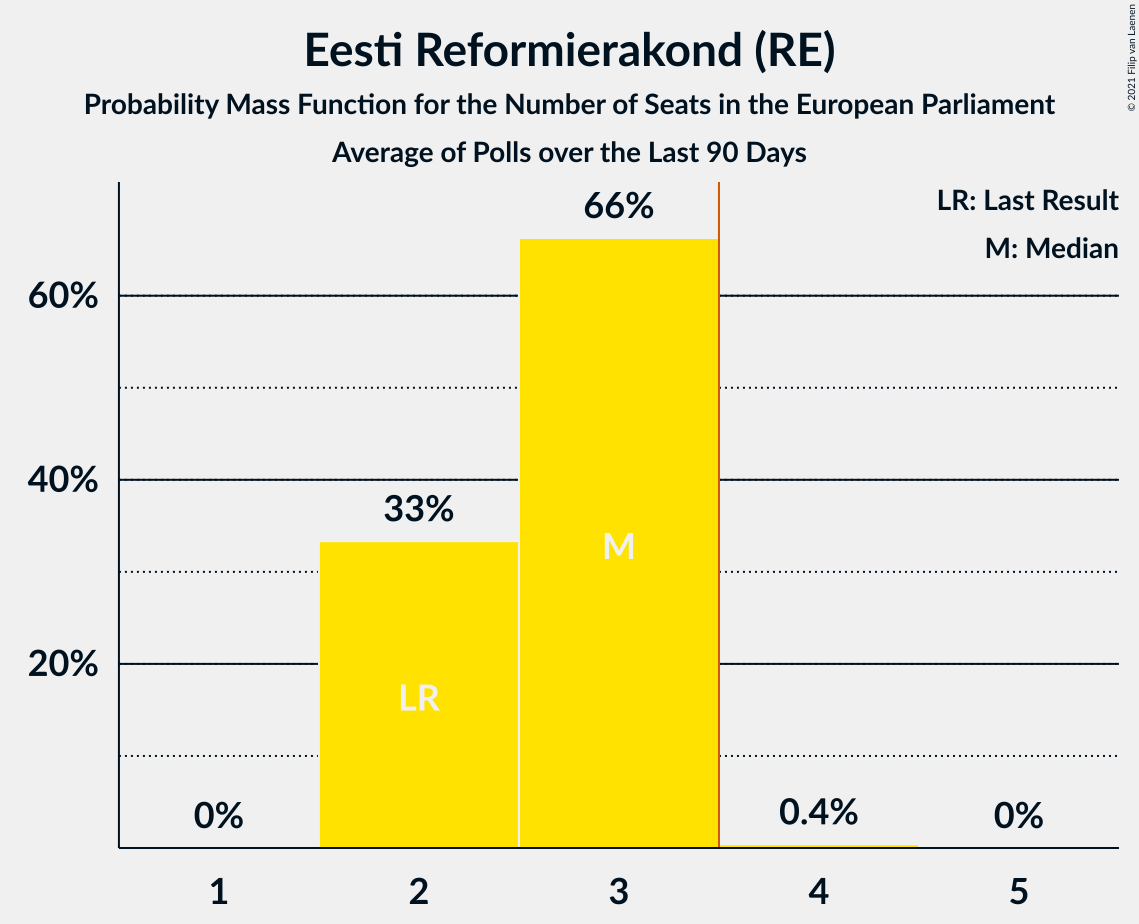 Eesti Reformierakond (RE)
Probability Mass Function for the Number of Seats in the European Parliament
Average of Polls over the Last 90 Days
© 2021 Filip van Laenen
LR: Last Result
M: Median
66%
60%
40%
33%
M
20%
LR
0%
0.4%
0%
1
2
3
4
5